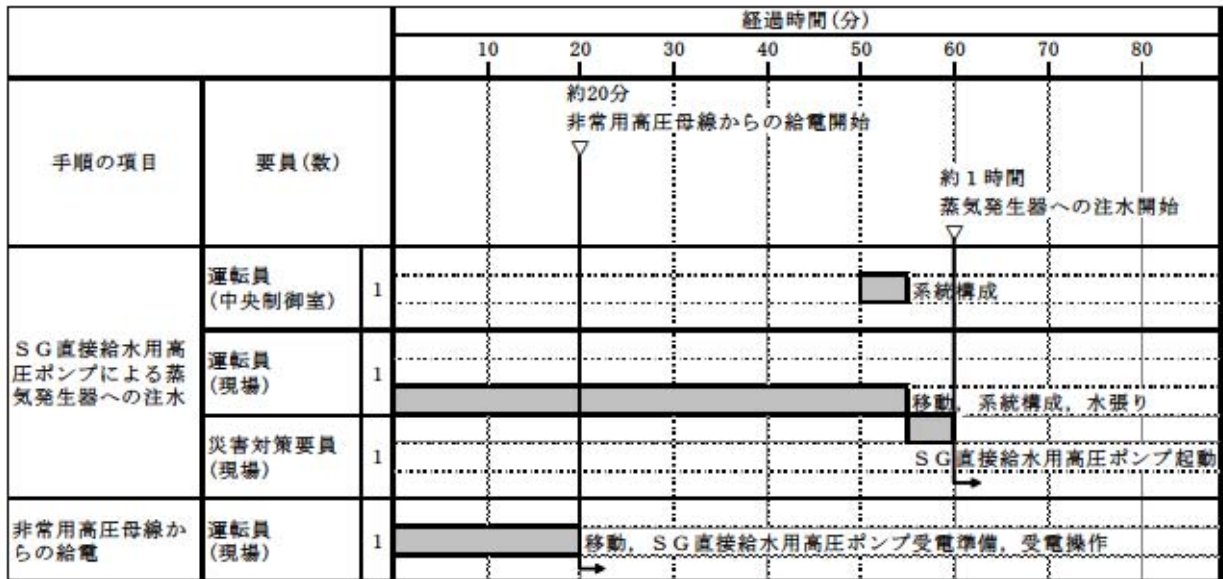 経過時間(分)
10 20 30 40 50 60 70 80
手順の項目
要員(数)
約20分
非常用高圧母線からの給電開始
約1時間
蒸気発生器への注水開始
SG直接給水用高
圧ポンプによる蒸
気発生器への注水
運転員
(中央制御室)
1
系統構成
運転員
(現場)
1
移動,系統構成,水張り
災害対策要員
(現場)
1
SG直接給水用高圧ポンプ起動
非常用高圧母線か
らの給電
運転員
(現場)
1
移動,SG直接給水用高圧ポンプ受電準備,受電操作